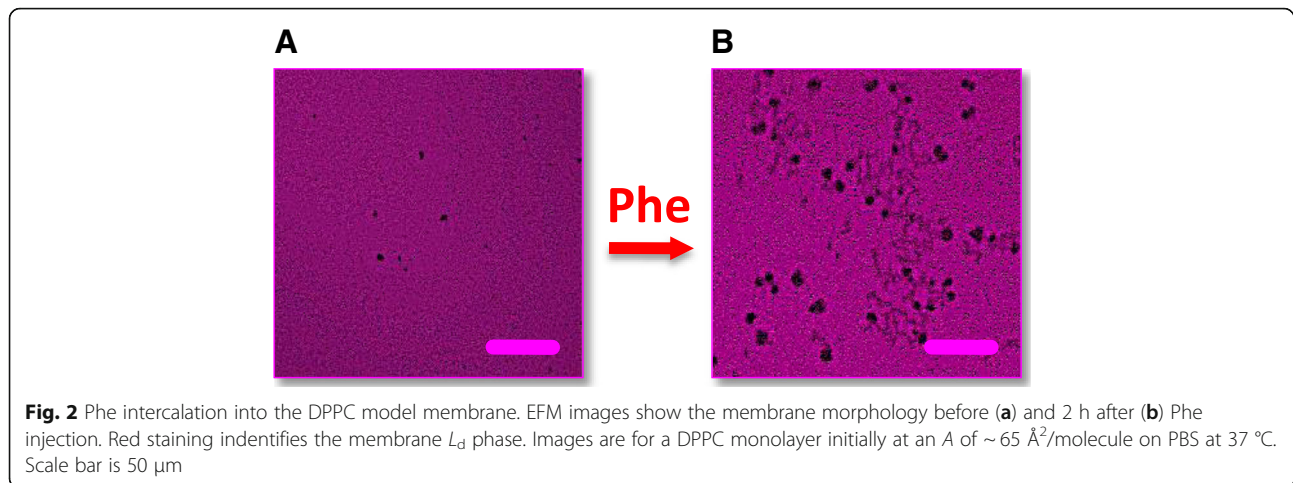 A
B
Phe
Fig. 2 Phe intercalation into the DPPC model membrane. EFM images show the membrane morphology before (a) and 2 h after (b) Phe
injection. Red staining indentifies the membrane Ld phase. Images are for a DPPC monolayer initially at an A of ~ 65 Å²/molecule on PBS at 37 °C.
Scale bar is 50 μm